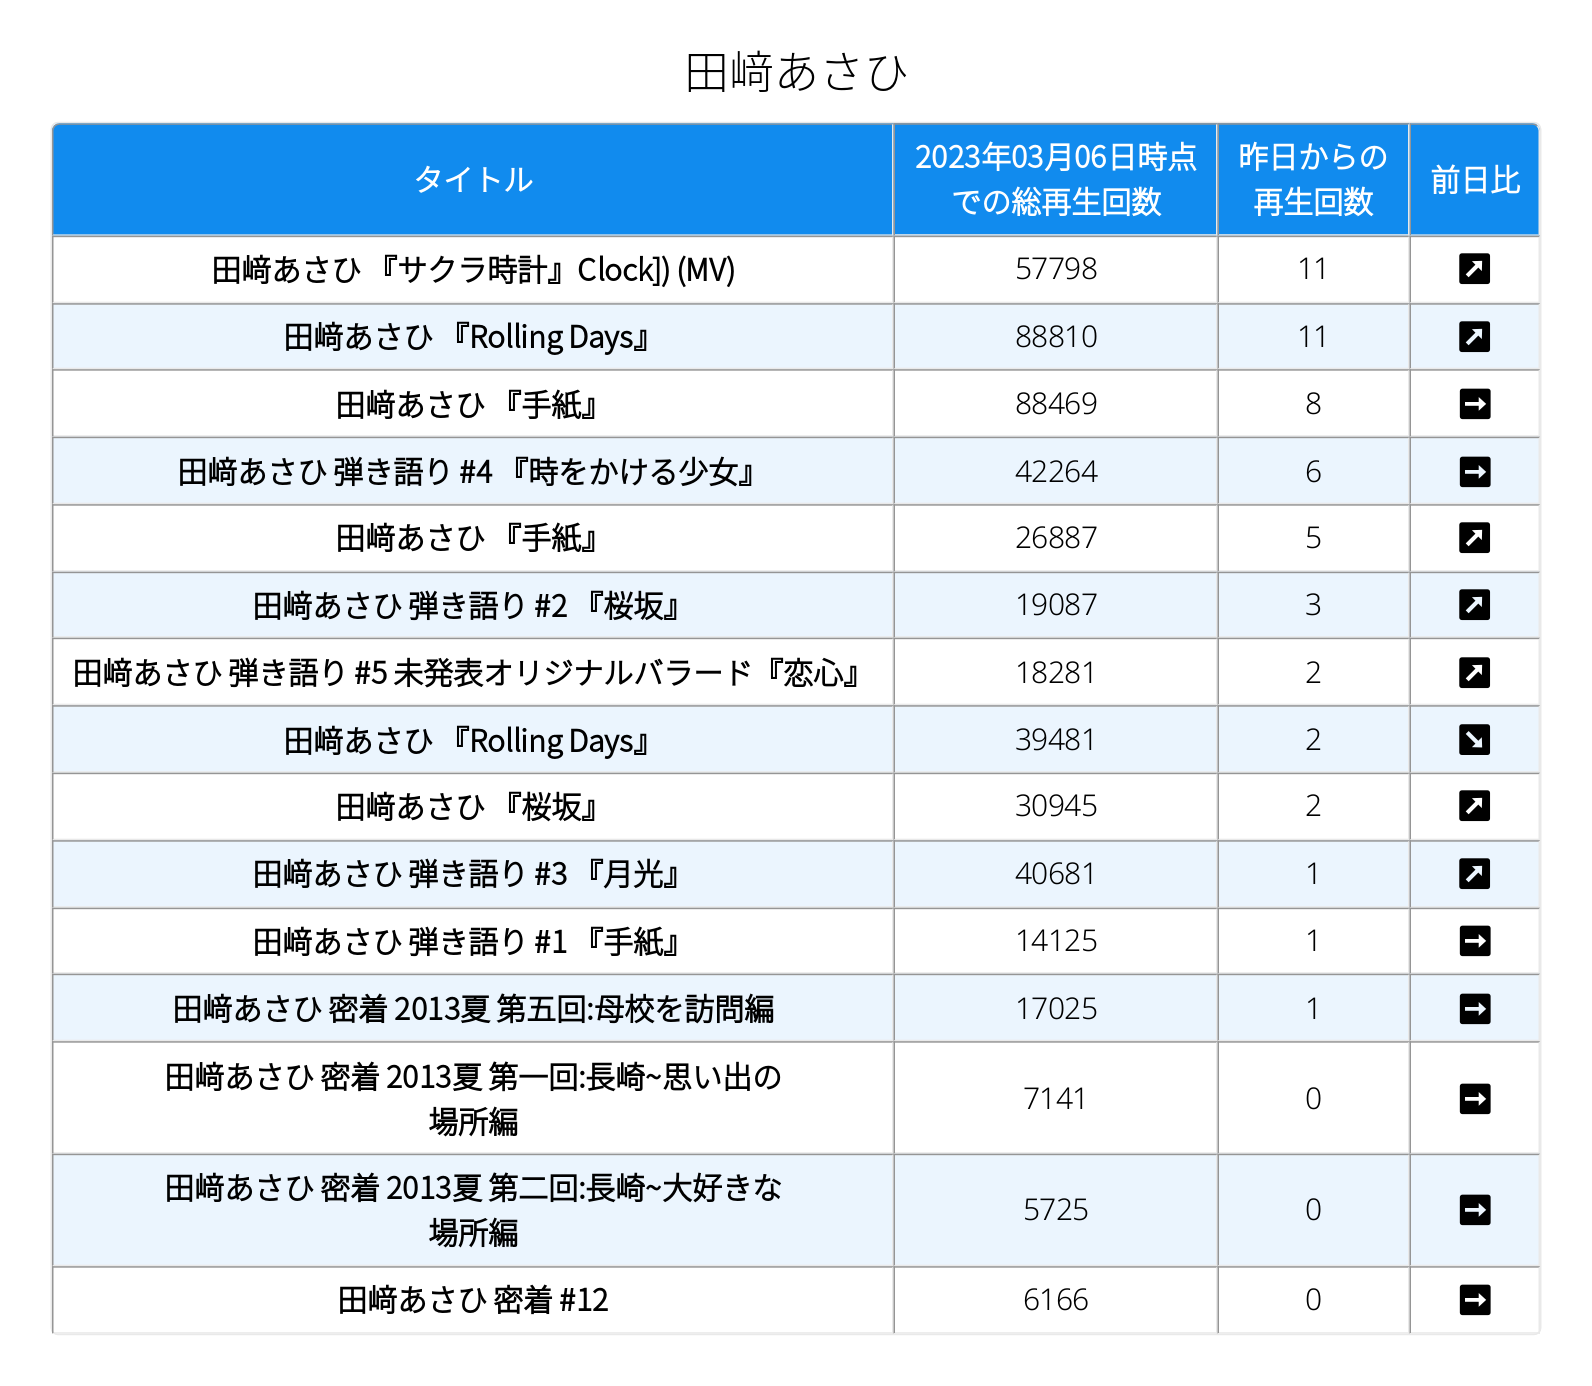 田﨑あさひ
タイトル
2023年03月06日時点
での総再生回数
昨日からの
再生回数
前日比
田﨑あさひ 『サクラ時計』Clock]) (MV) 57798 11 ↗
田﨑あさひ 『Rolling Days』 88810 11 ↗
田﨑あさひ 『手紙』 88469 8 →
田﨑あさひ 弾き語り #4 『時をかける少女』 42264 6 →
田﨑あさひ 『手紙』 26887 5 ↗
田﨑あさひ 弾き語り #2 『桜坂』 19087 3 ↗
田﨑あさひ 弾き語り #5 未発表オリジナルバラード『恋心』 18281 2 ↗
田﨑あさひ 『Rolling Days』 39481 2 ↘
田﨑あさひ 『桜坂』 30945 2 ↗
田﨑あさひ 弾き語り #3 『月光』 40681 1 ↗
田﨑あさひ 弾き語り #1 『手紙』 14125 1 →
田﨑あさひ 密着 2013夏 第五回:母校を訪問編 17025 1 →
田﨑あさひ 密着 2013夏 第一回:長崎~思い出の
場所編 7141 0 →
田﨑あさひ 密着 2013夏 第二回:長崎~大好きな
場所編 5725 0 →
田﨑あさひ 密着 #12 6166 0 →